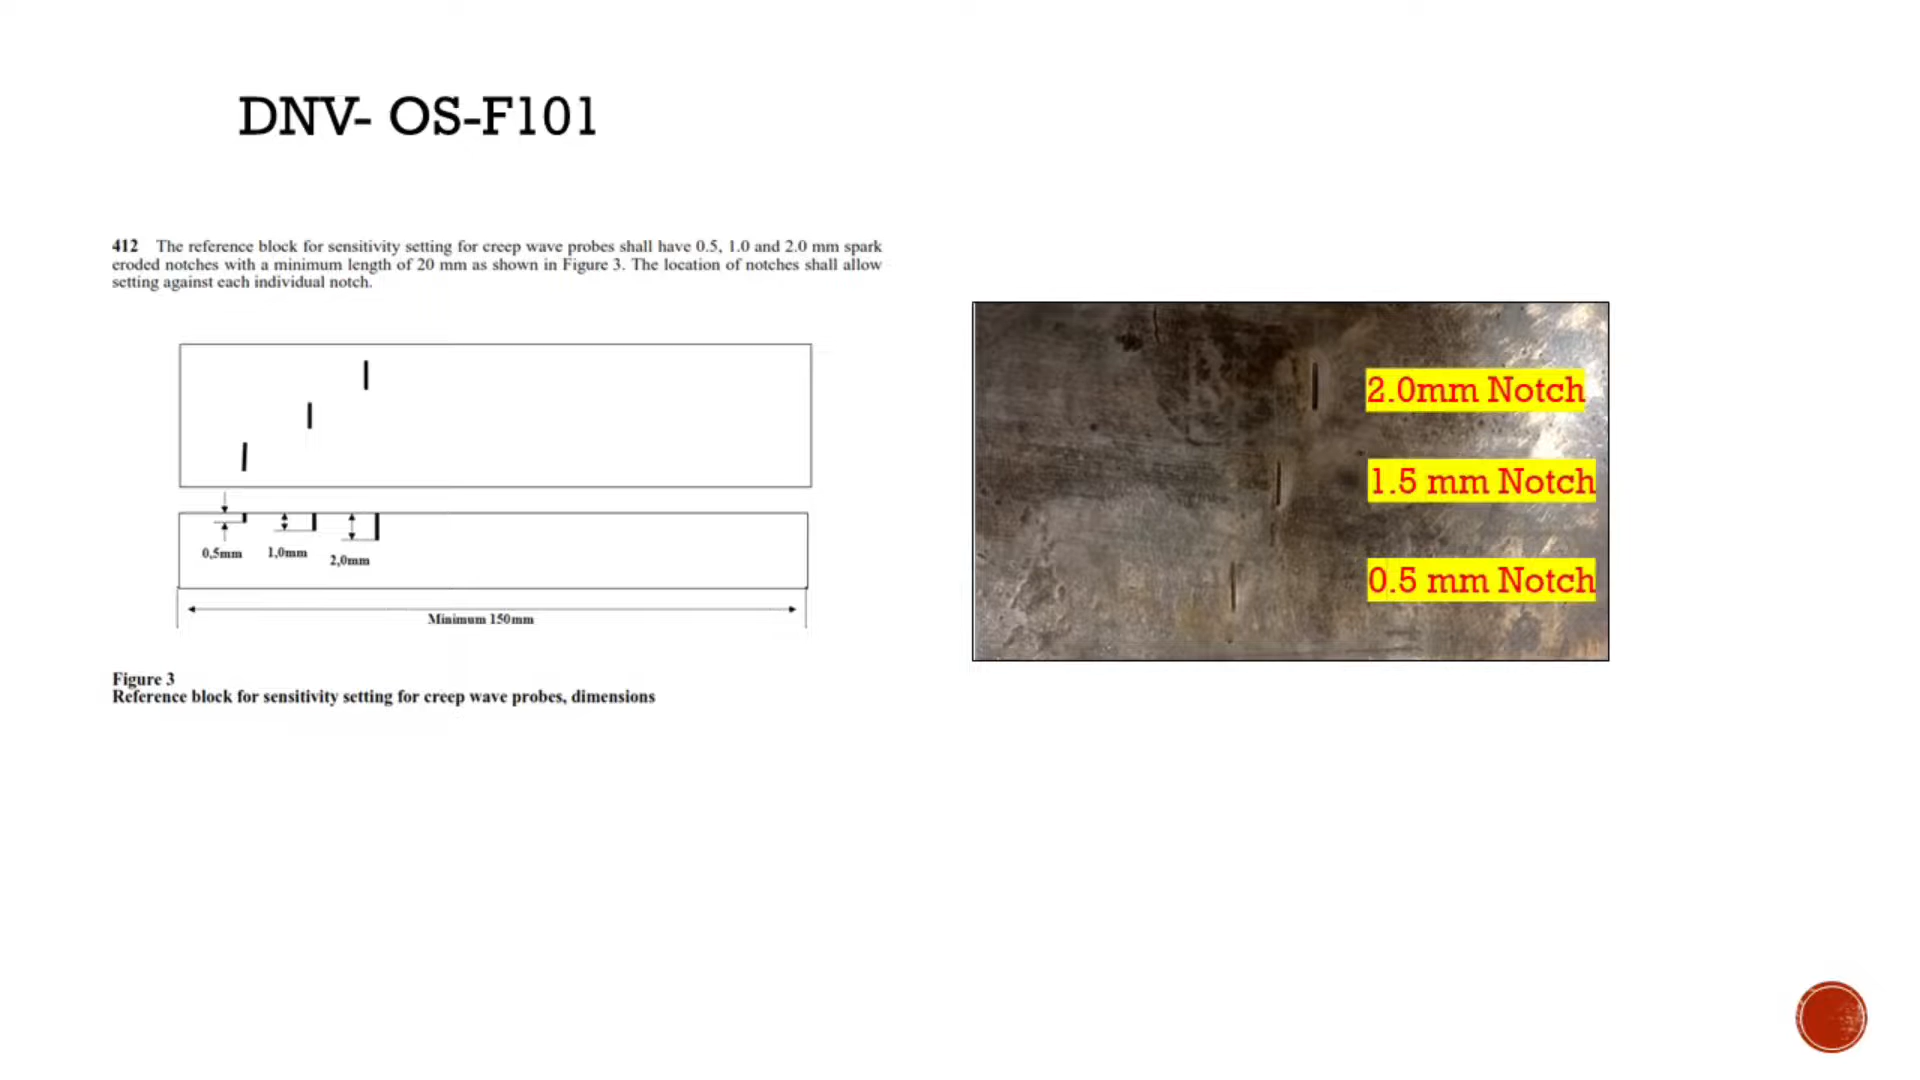 DNV- OS-F101
412 The reference block for sensitivity setting for creep wave probes shall have 0.5, 1.0 and 2.0 mm spark
eroded notches with a minimum length of 20 mm as shown in Figure 3. The location of notches shall allow
setting against each individual notch.
0,5mm
1,0mm
2,0mm
Minimum 150mm
Figure 3
Reference block for sensitivity setting for creep wave probes, dimensions
2.0mm Notch
1.5 mm Notch
0.5 mm Notch